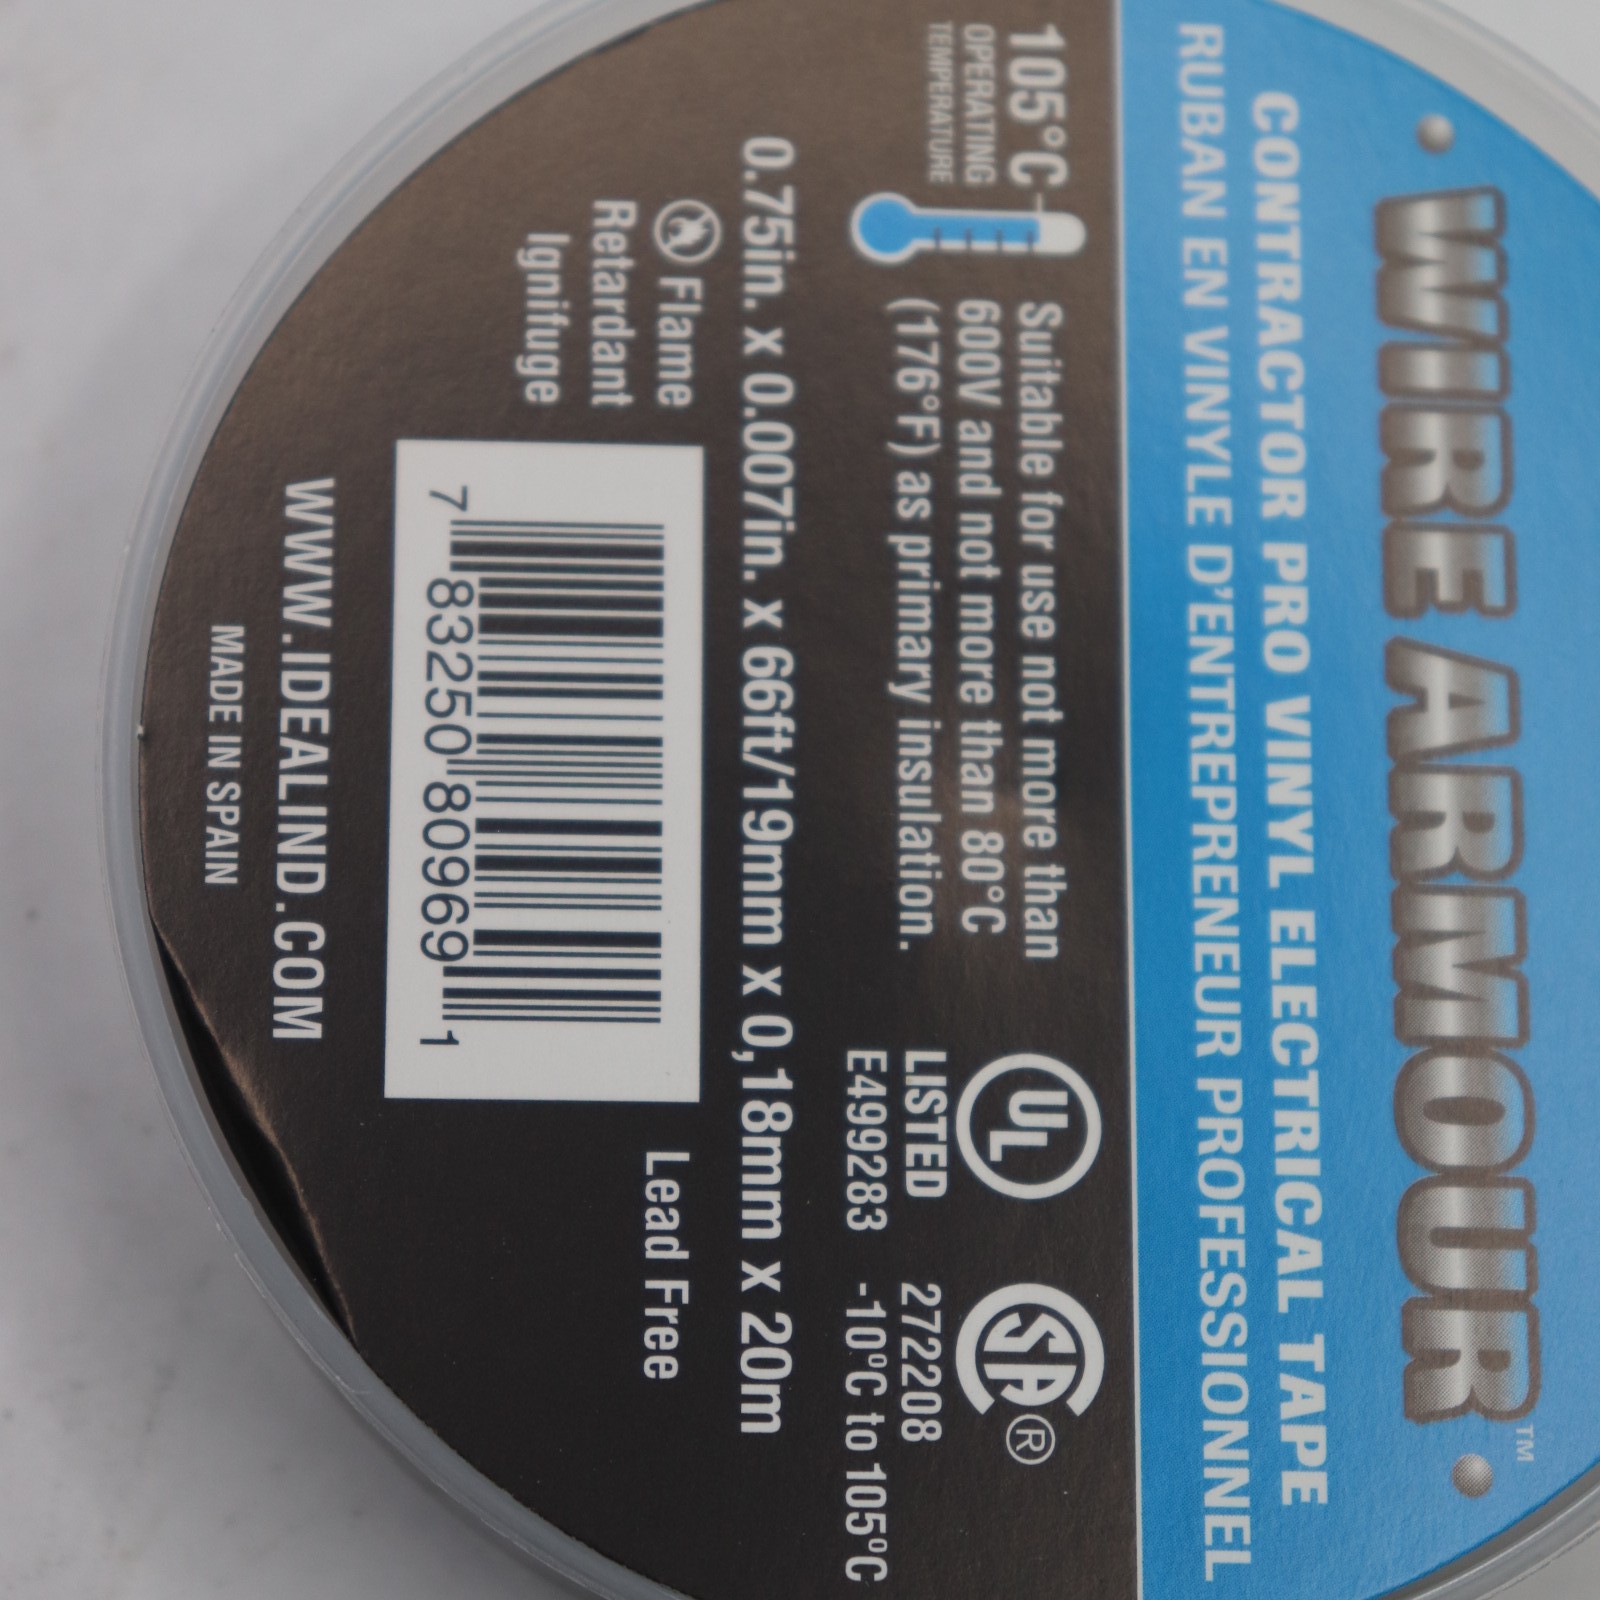 WIRE ARMOUR™
CONTRACTOR PRO VINYL ELECTRICAL TAPE
RUBAN EN VINYLE D'ENTREPRENEUR PROFESSIONNEL
105°C
OPERATING
TEMPERATURE
Suitable for use not more than
600V and not more than 80°C
(176°F) as primary insulation.
UL
LISTED
E499283
CSA®
272208
-10°C to 105°C
0.75in. x 0.007in. x 66ft/19mm x 0,18mm x 20m
Flame
Retardant
Ignifuge
7 83250 80969 1
Lead Free
WWW.IDEALIND.COM
MADE IN SPAIN